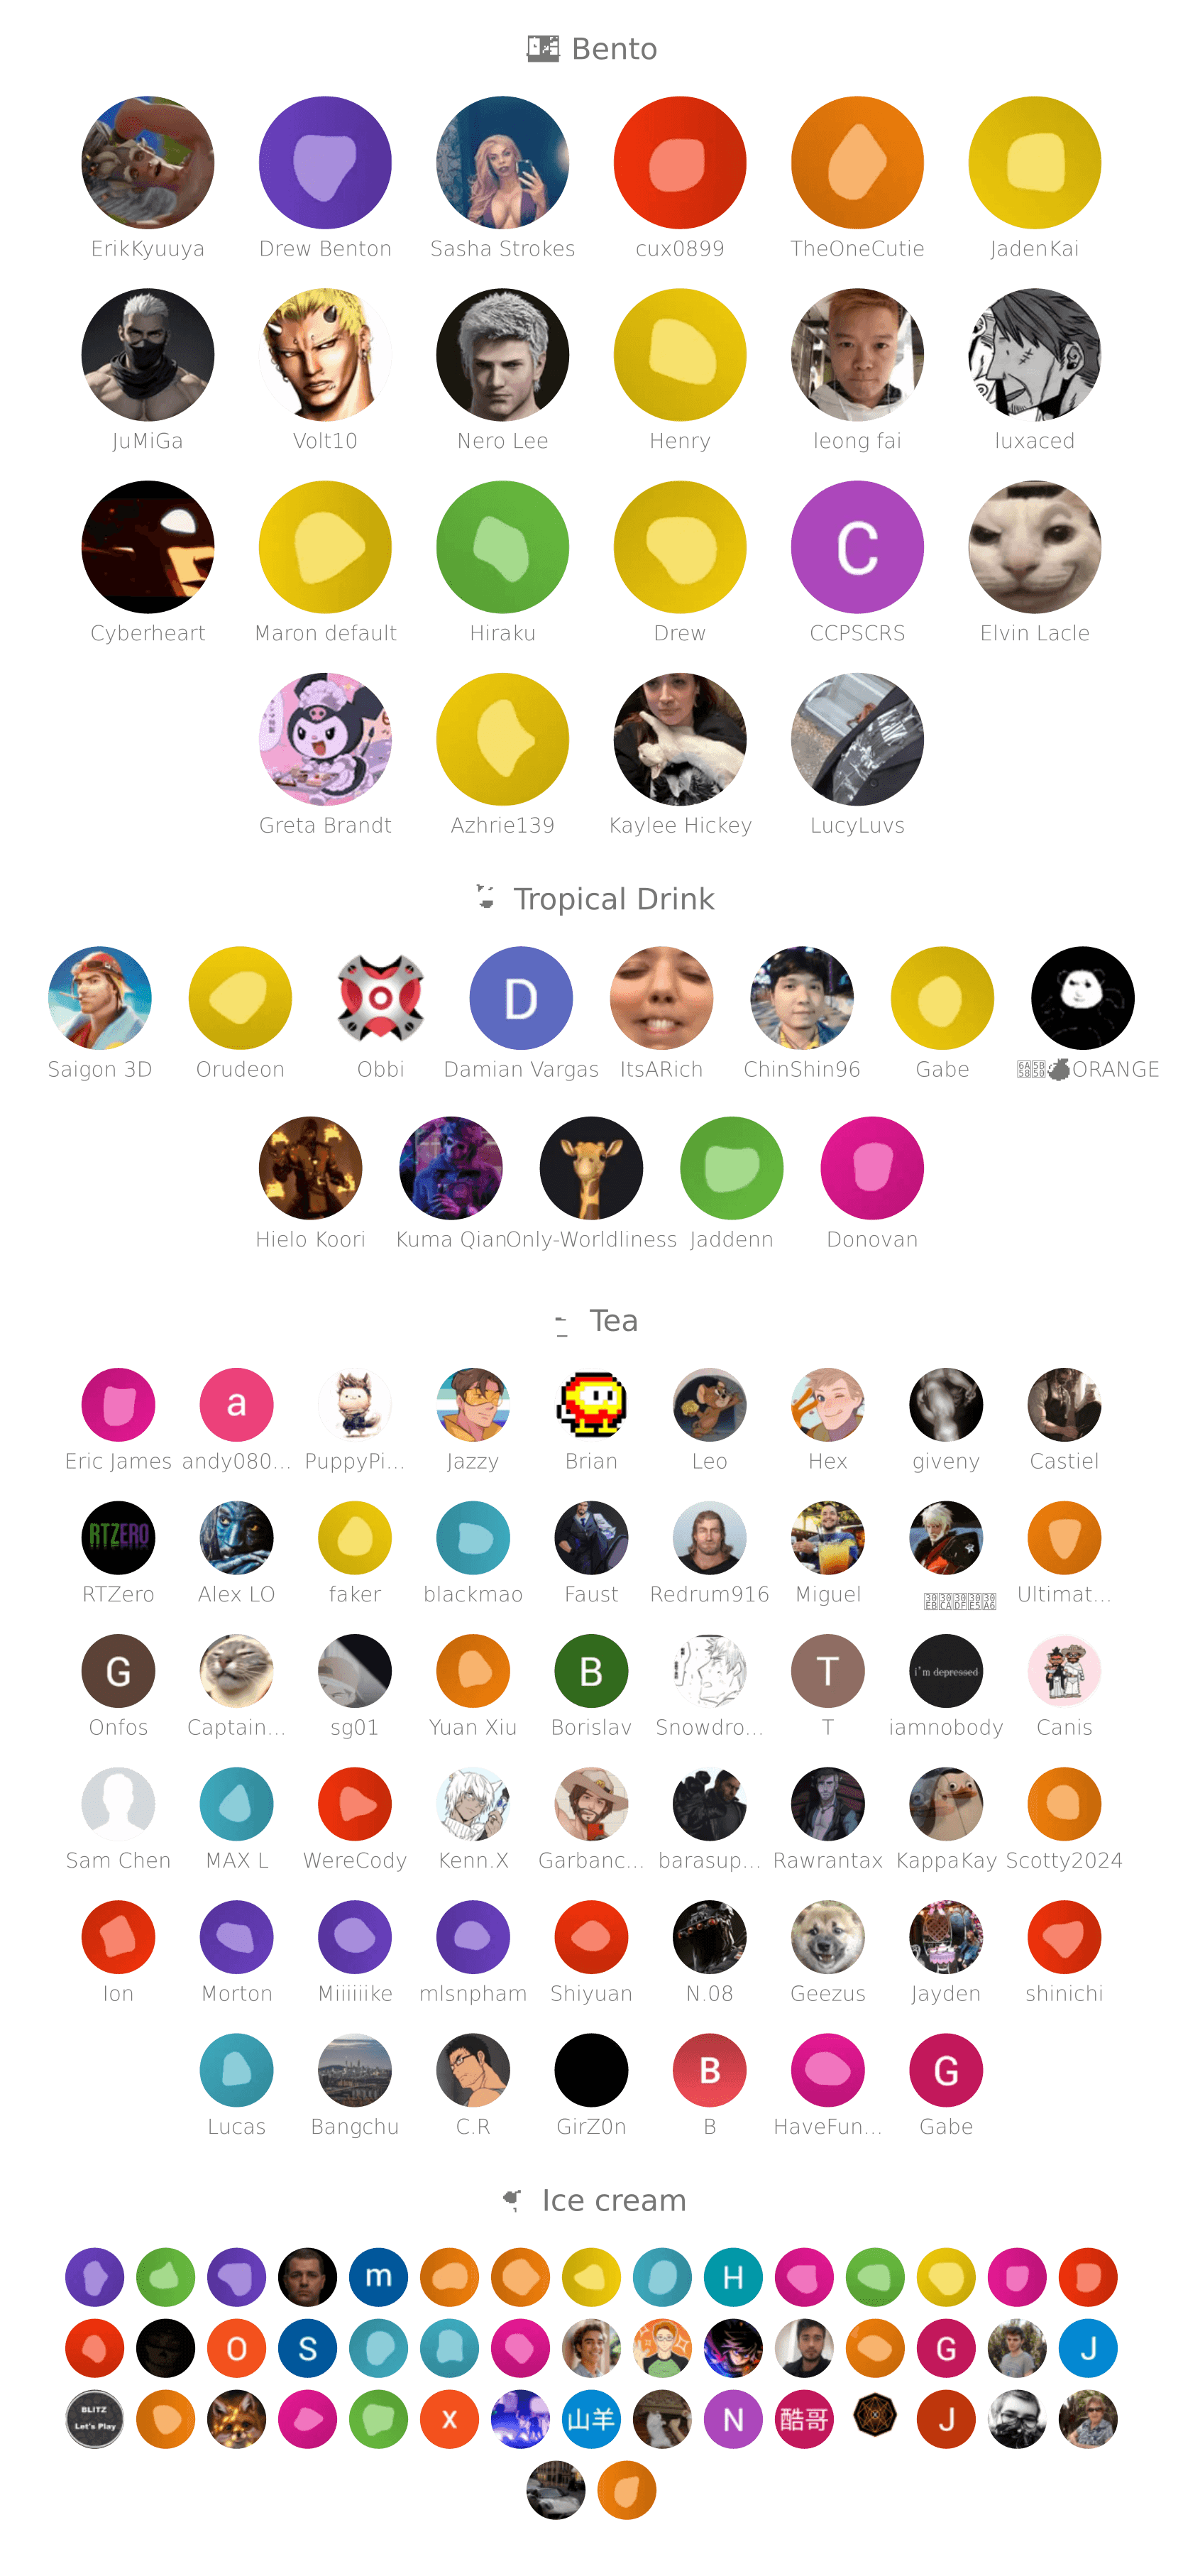 Bento
ErikKyuuya Drew Benton Sasha Strokes cux0899 TheOneCutie JadenKai
JuMiGa Volt10 Nero Lee Henry leong fai luxaced
C
Cyberheart Maron default Hiraku Drew CCPSCRS Elvin Lacle
Greta Brandt Azhrie139 Kaylee Hickey LucyLuvs
Tropical Drink
D
Saigon 3D Orudeon Obbi Damian Vargas ItsARich ChinShin96 Gabe ORANGE
Hielo Koori Kuma Qian Only-Worldliness Jaddenn Donovan
Tea
a
Eric James andy080... PuppyPi... Jazzy Brian Leo Hex giveny Castiel
RTZERO
RTZero Alex LO faker blackmao Faust Redrum916 Miguel Ultimat...
G B T i'm depressed
Onfos Captain... sg01 Yuan Xiu Borislav Snowdro... T iamnobody Canis
Sam Chen MAX L WereCody Kenn.X Garbanc... barasup... Rawrantax KappaKay Scotty2024
Ion Morton Miiiiiike mlsnpham Shiyuan N.08 Geezus Jayden shinichi
B G
Lucas Bangchu C.R GirZ0n B HaveFun... Gabe
Ice cream
m H
O S G J
BLITZ
Let's Play
x 山羊 N 酷哥 J